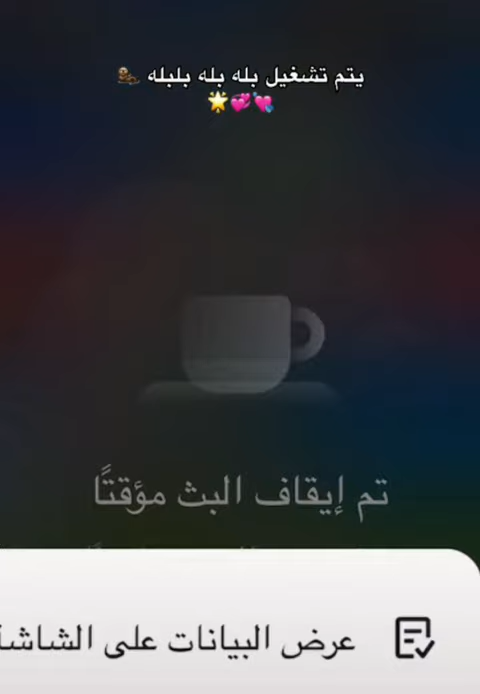 يتم تشغيل بله بله بلبله 🦦
🌟💞💘
تم إيقاف البث مؤقتًا
عرض البيانات على الشاشة